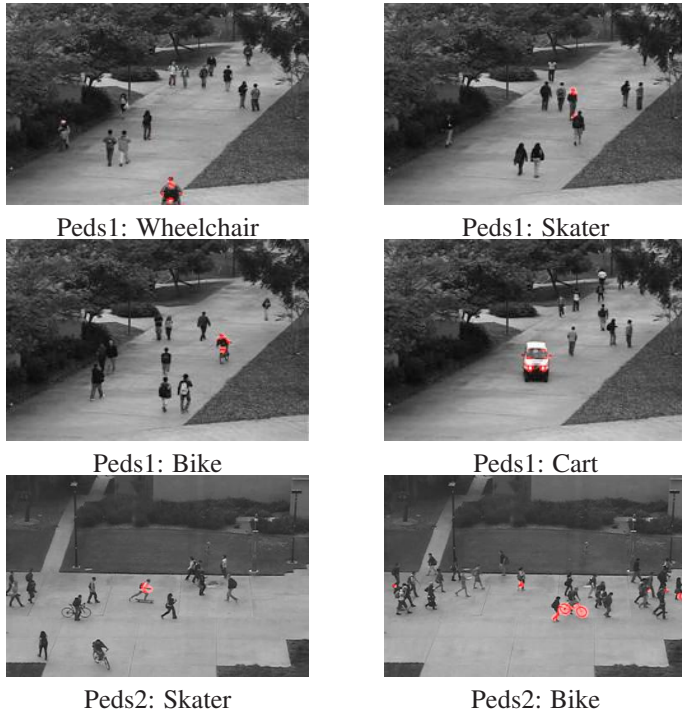 Peds1: Wheelchair
Peds1: Skater
Peds1: Bike
Peds1: Cart
Peds2: Skater
Peds2: Bike